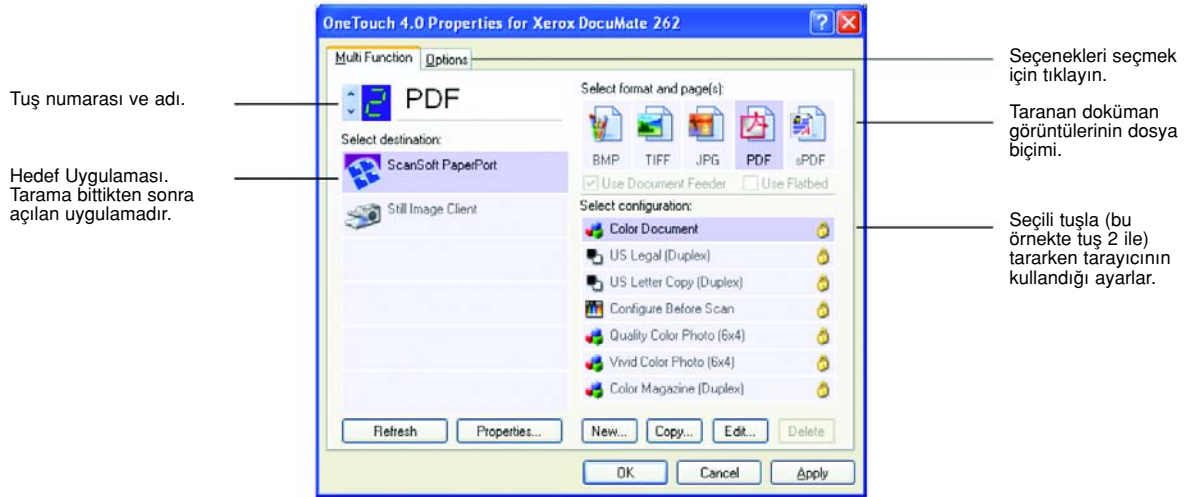 OneTouch 4.0 Properties for Xerox DocuMate 262
Multi Function
Options
Tuş numarası ve adı.
2
PDF
Select destination:
ScanSoft PaperPort
Still Image Client
Hedef Uygulaması.
Tarama bittikten sonra
açılan uygulamadır.
Select format and page(s):
BMP TIFF JPG PDF sPDF
Use Document Feeder
Use Flatbed
Select configuration:
Color Document
US Legal (Duplex)
US Letter Copy (Duplex)
Configure Before Scan
Quality Color Photo (6x4)
Vivid Color Photo (6x4)
Color Magazine (Duplex)
Refresh
Properties...
New...
Copy...
Edit...
Delete
OK
Cancel
Apply
Seçenekleri seçmek
için tıklayın.
Taranan doküman
görüntülerinin dosya
biçimi.
Seçili tuşla (bu
örnekte tuş 2 ile)
tararken tarayıcının
kullandığı ayarlar.